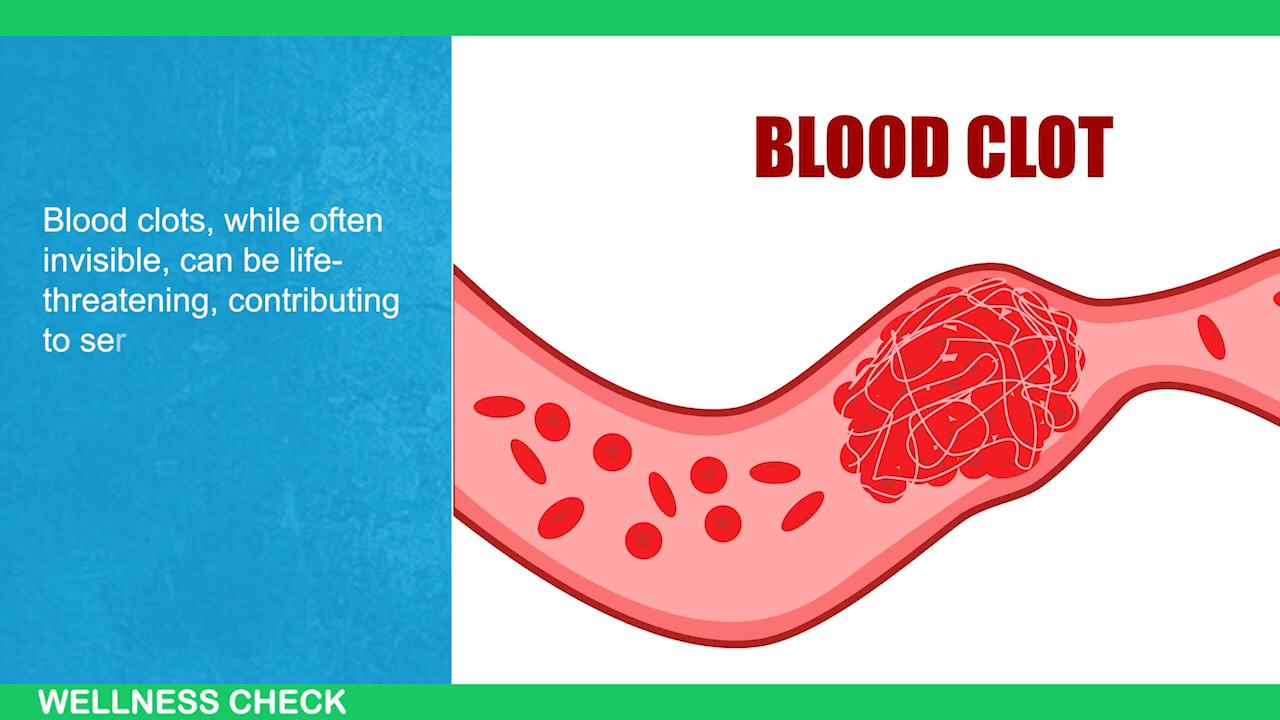 BLOOD CLOT
Blood clots, while often
invisible, can be life-
threatening, contributing
to ser
WELLNESS CHECK